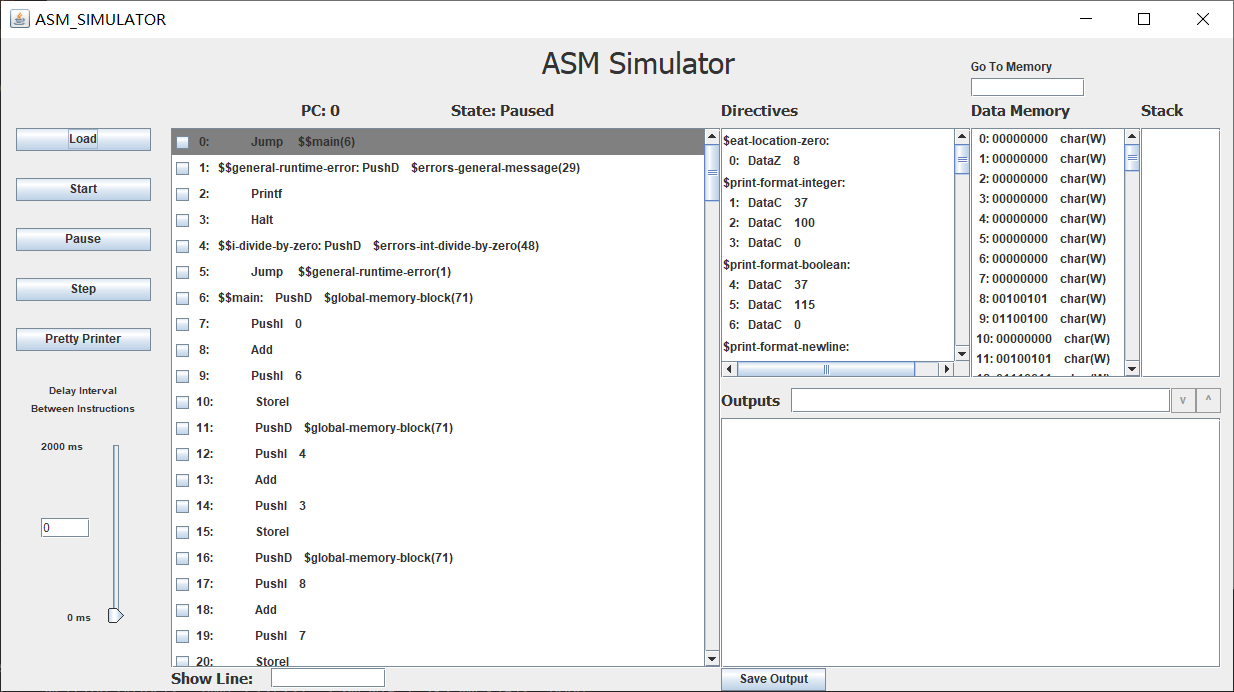 ASM_SIMULATOR
ASM Simulator
Go To Memory
PC: 0 State: Paused Directives Data Memory Stack
Load
Start
Pause
Step
Pretty Printer
Delay Interval
Between Instructions
2000 ms
0
0 ms
0: Jump $$main(6)
1: $$general-runtime-error: PushD $errors-general-message(29)
2: Printf
3: Halt
4: $$i-divide-by-zero: PushD $errors-int-divide-by-zero(48)
5: Jump $$general-runtime-error(1)
6: $$main: PushD $global-memory-block(71)
7: PushI 0
8: Add
9: PushI 6
10: StoreI
11: PushD $global-memory-block(71)
12: PushI 4
13: Add
14: PushI 3
15: StoreI
16: PushD $global-memory-block(71)
17: PushI 8
18: Add
19: PushI 7
20: StoreI
Show Line:
$eat-location-zero:
0: DataZ 8
$print-format-integer:
1: DataC 37
2: DataC 100
3: DataC 0
$print-format-boolean:
4: DataC 37
5: DataC 115
6: DataC 0
$print-format-newline:
0: 00000000 char(W)
1: 00000000 char(W)
2: 00000000 char(W)
3: 00000000 char(W)
4: 00000000 char(W)
5: 00000000 char(W)
6: 00000000 char(W)
7: 00000000 char(W)
8: 00100101 char(W)
9: 01100100 char(W)
10: 00000000 char(W)
11: 00100101 char(W)
Outputs
v ^
Save Output